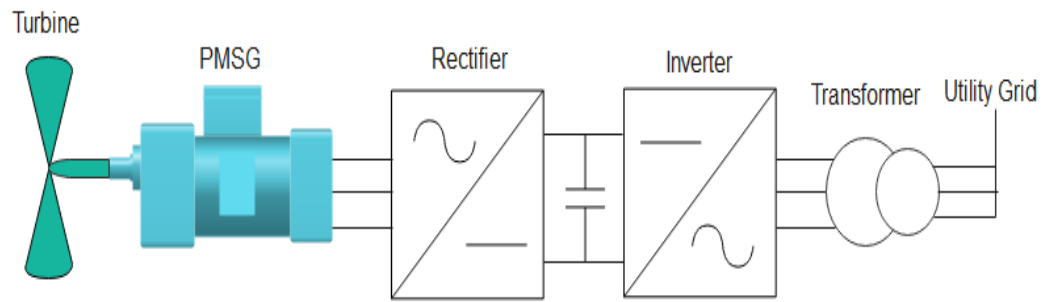 Turbine
PMSG
Rectifier
Inverter
Transformer
Utility Grid